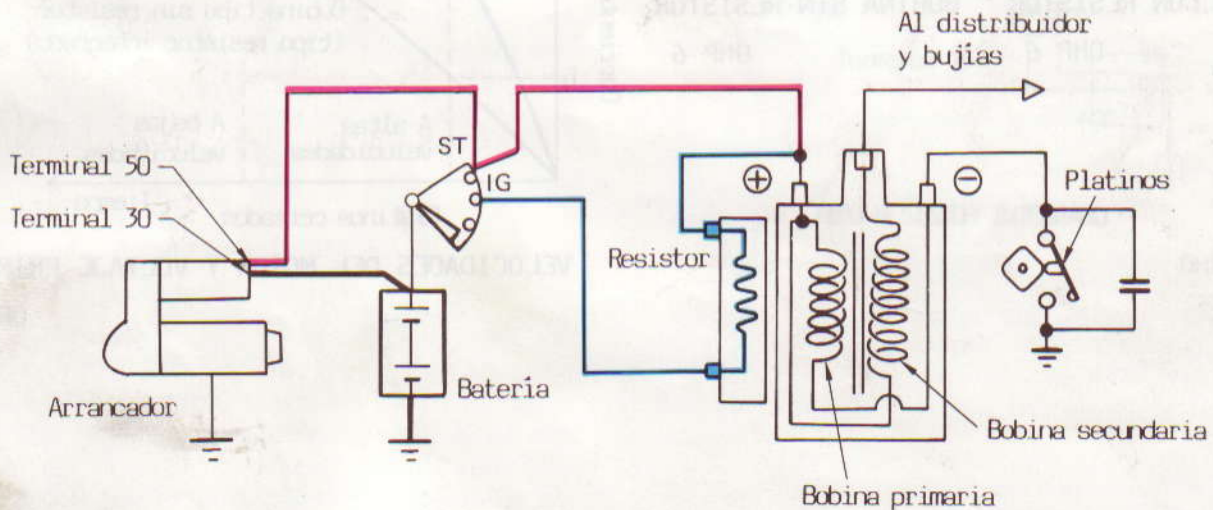 Al distribuidor
y bujías
ST
IG
Terminal 50
Terminal 30
Platinos
Resistor
Batería
Arrancador
Bobina secundaria
Bobina primaria